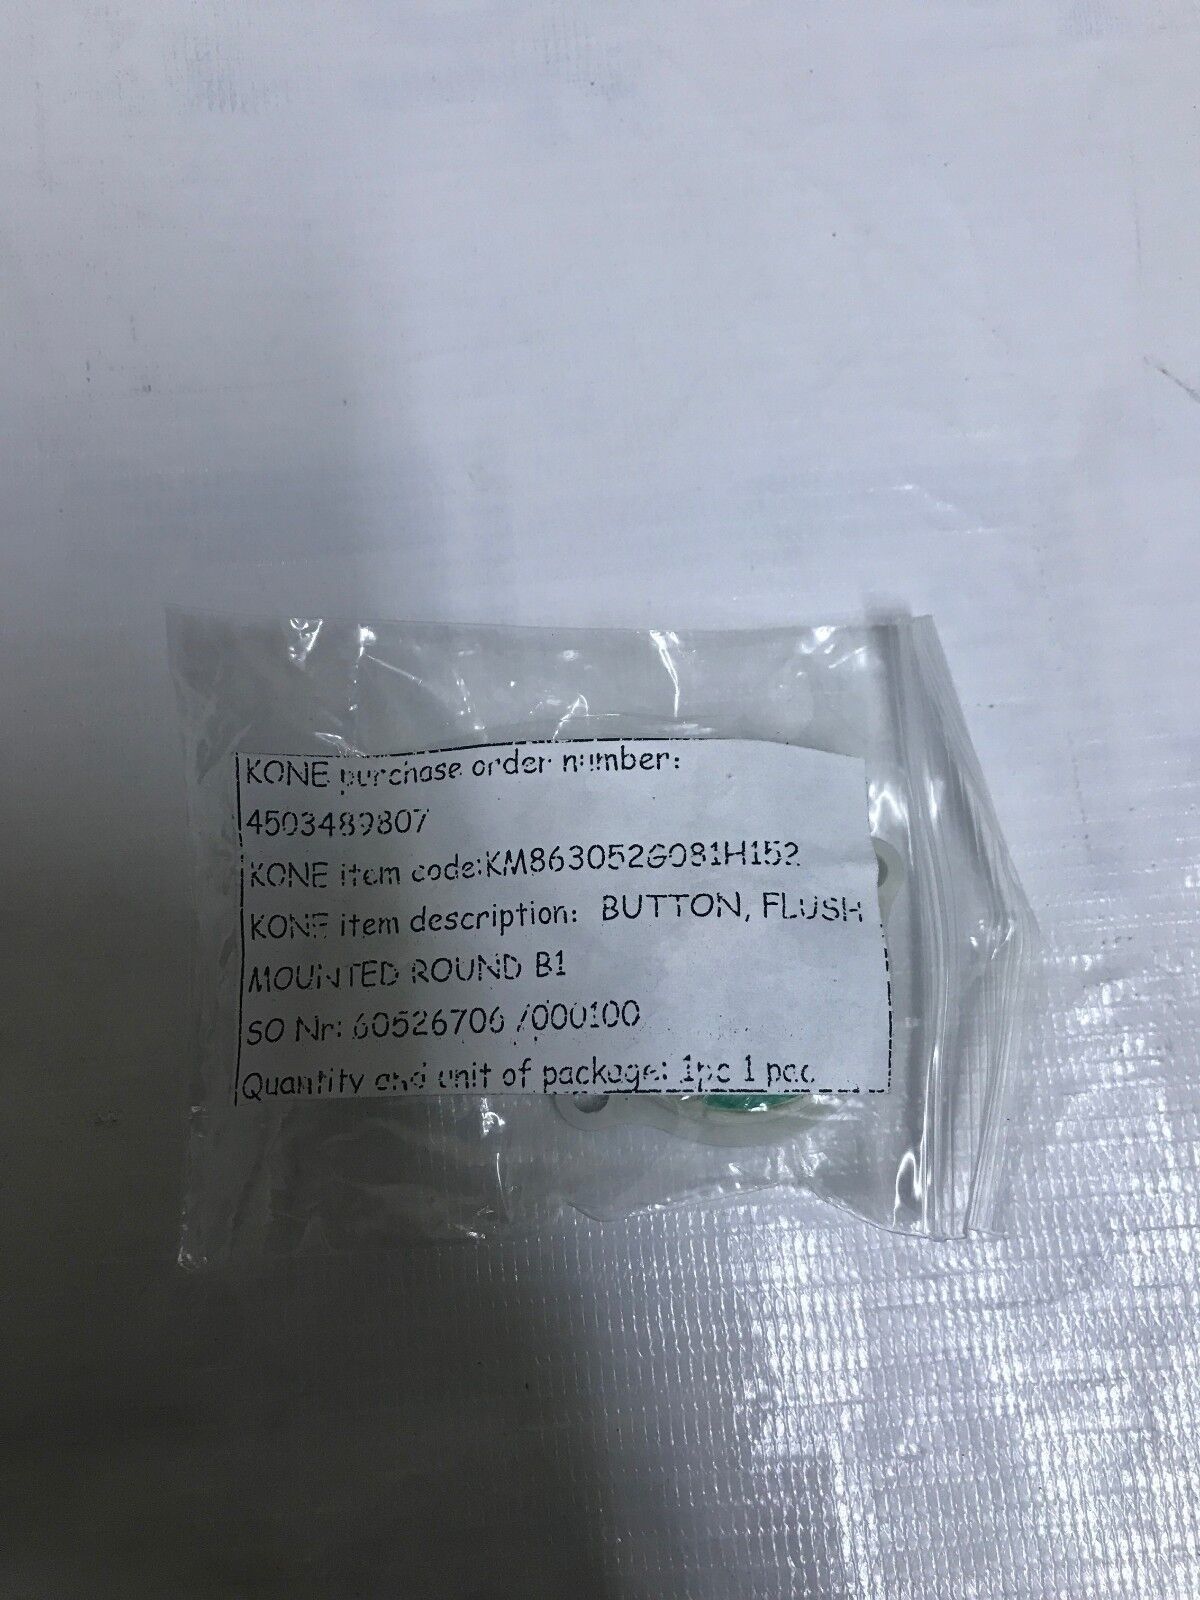 KONE purchase order number:
4503489807
KONE item code:KM863052G081H152
KONE item description: BUTTON, FLUSH
MOUNTED ROUND B1
SO Nr: 60526706 /000100
Quantity and unit of package: 1pc 1 pac